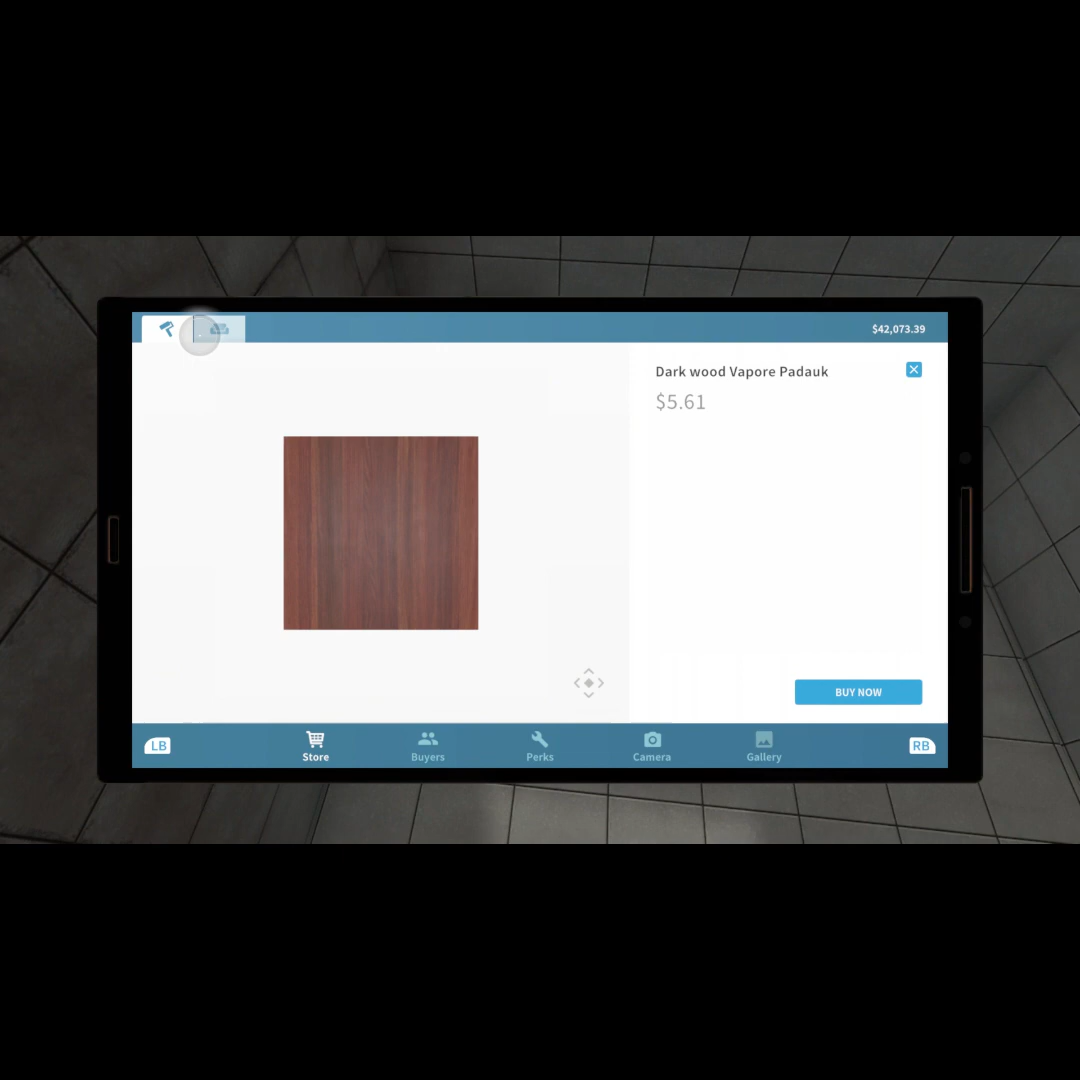 $42,073.39
Dark wood Vapore Padauk
$5.61
BUY NOW
LB
Store
Buyers
Perks
Camera
Gallery
RB